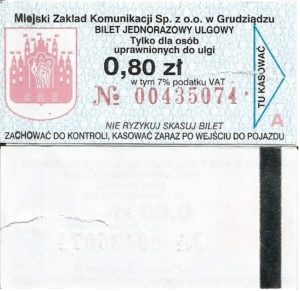 Miejski Zakład Komunikacji Sp. z o.o. w Grudziądzu
BILET JEDNORAZOWY ULGOWY
Tylko dla osób
uprawnionych do ulgi
0,80 zł
w tym 7% podatku VAT
№ 00435074
TU KASOWAĆ
A
NIE RYZYKUJ SKASUJ BILET
ZACHOWAĆ DO KONTROLI, KASOWAĆ ZARAZ PO WEJŚCIU DO POJAZDU